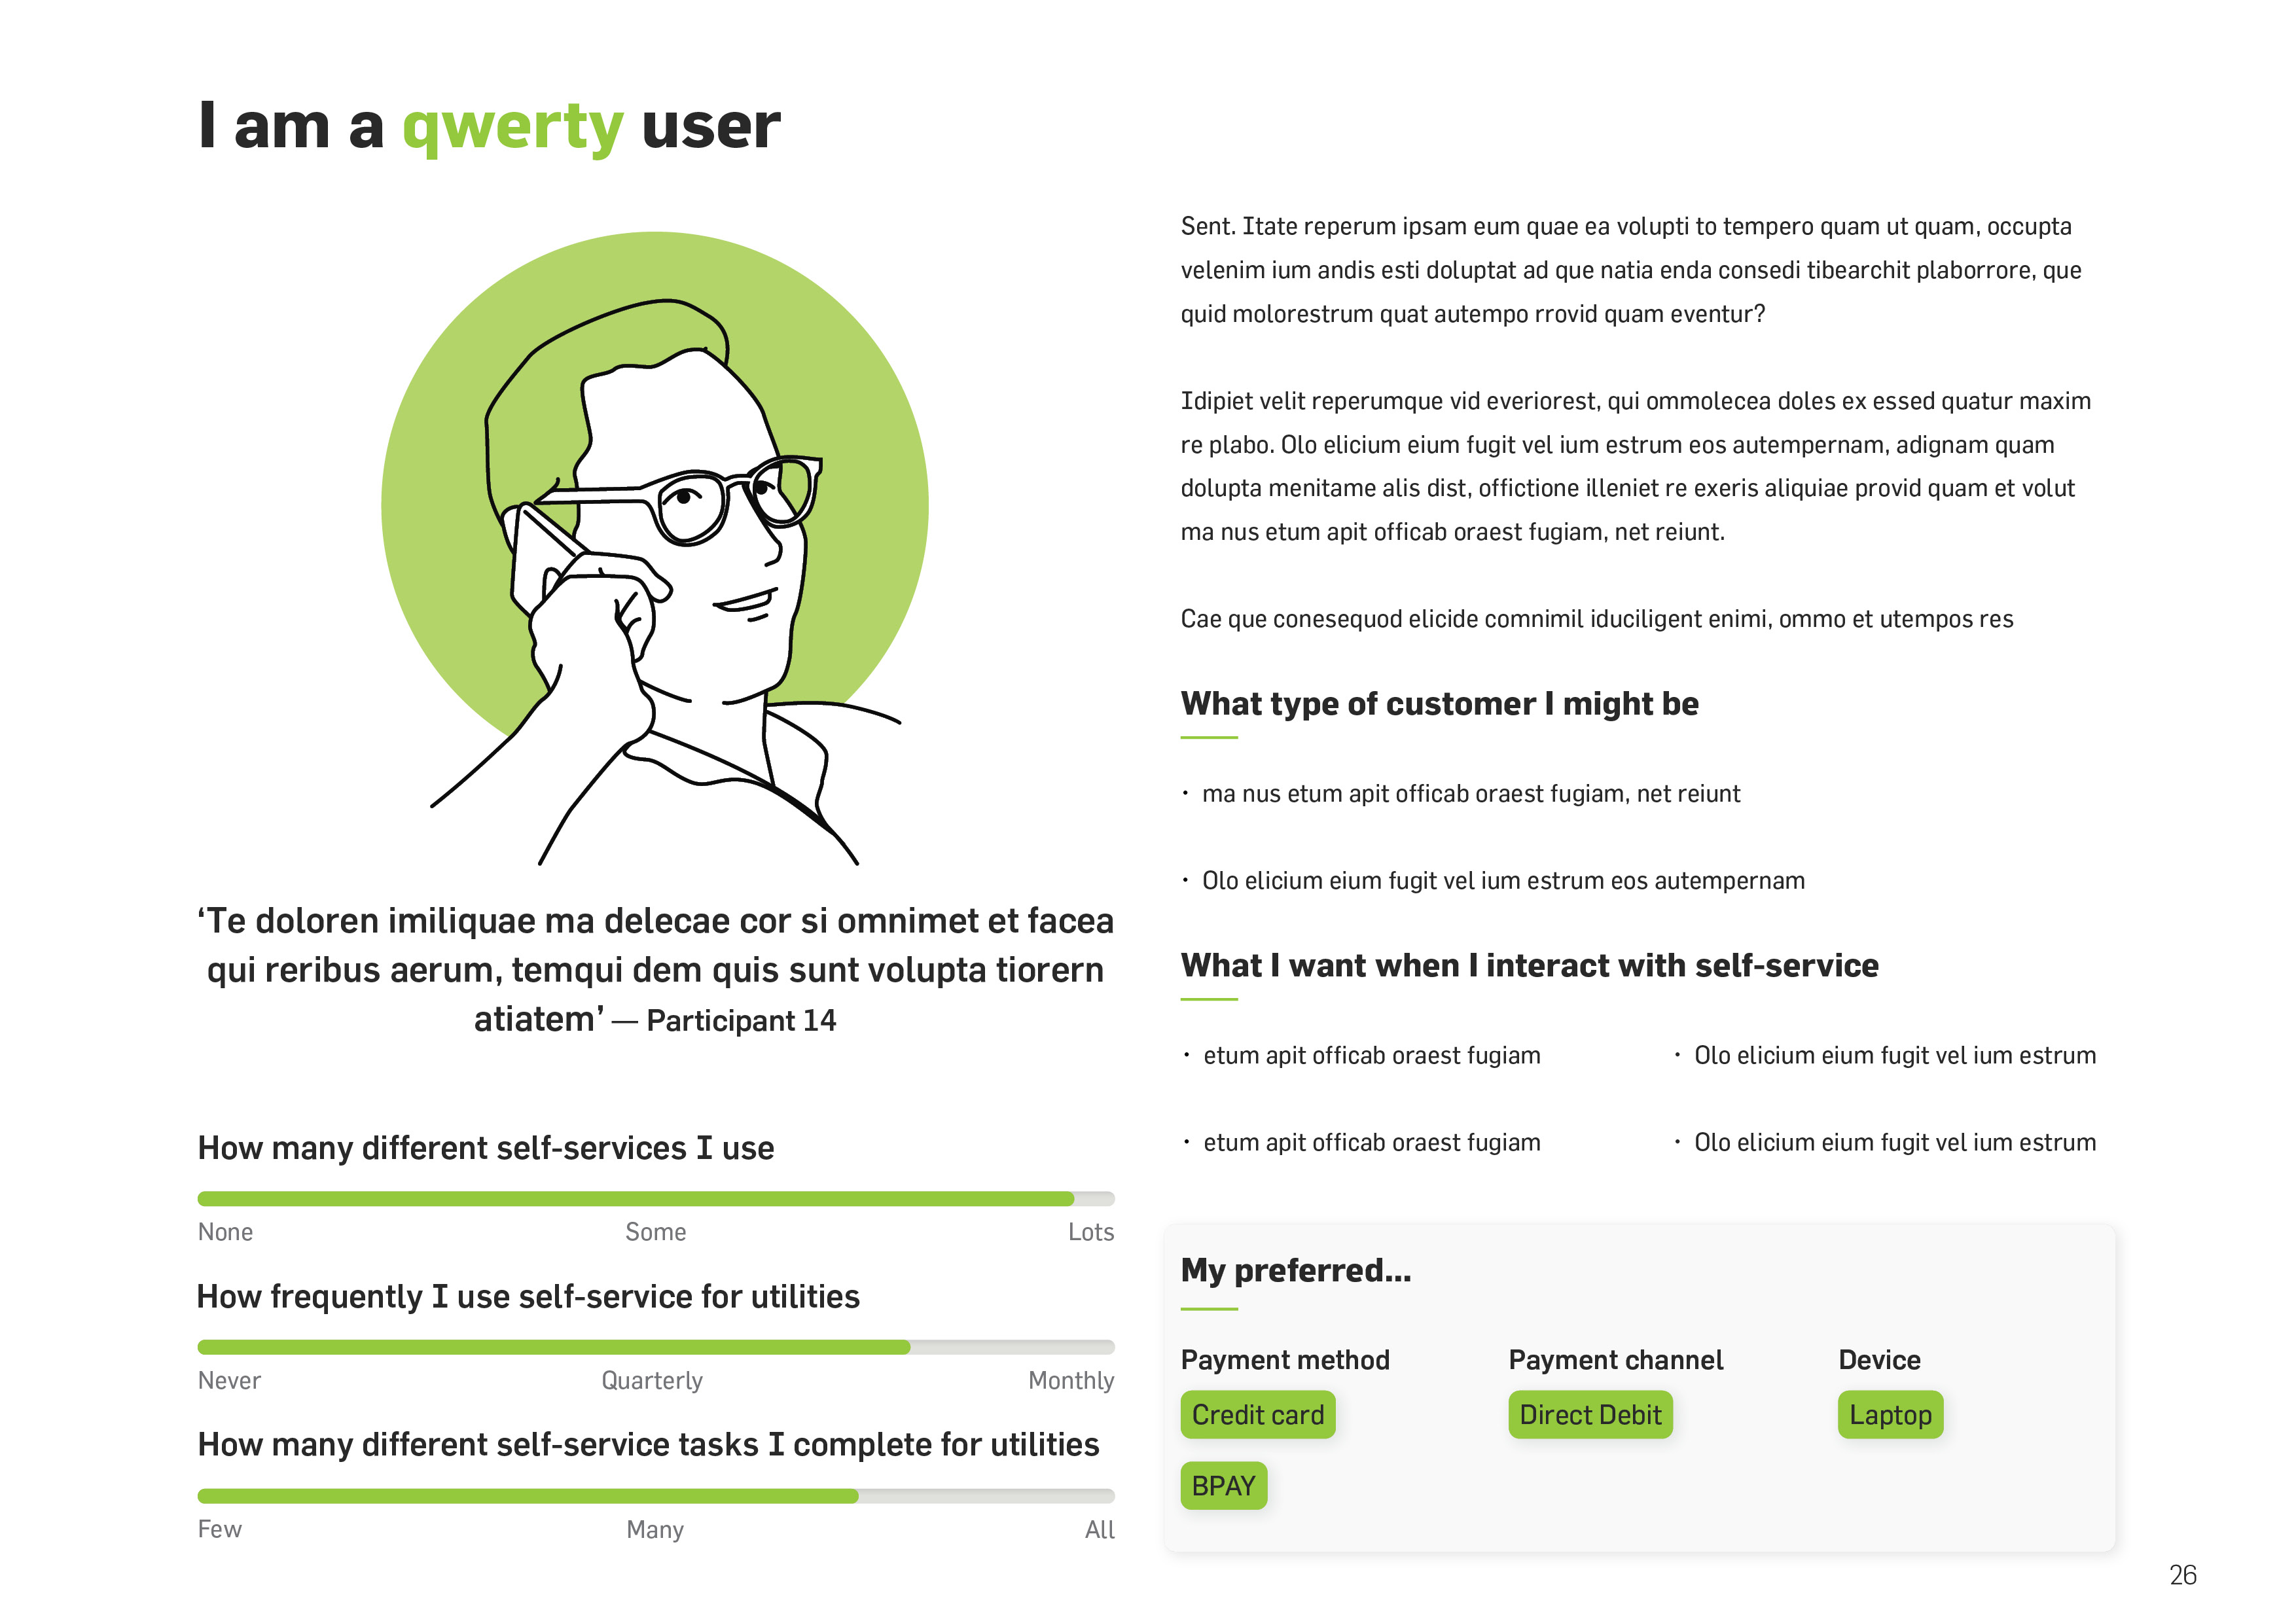 I am a qwerty user
‘Te doloren imiliquae ma delecae cor si omnimet et facea
qui reribus aerum, temqui dem quis sunt volupta tiorern
atiatem’ — Participant 14
How many different self-services I use
None Some Lots
How frequently I use self-service for utilities
Never Quarterly Monthly
How many different self-service tasks I complete for utilities
Few Many All
Sent. Itate reperum ipsam eum quae ea volupti to tempero quam ut quam, occupta
velenim ium andis esti doluptat ad que natia enda consedi tibearchit plaborrore, que
quid molorestrum quat autempo rrovid quam eventur?
Idipiet velit reperumque vid everiorest, qui ommolecea doles ex essed quatur maxim
re plabo. Olo elicium eium fugit vel ium estrum eos autempernam, adignam quam
dolupta menitame alis dist, offictione illeniet re exeris aliquiae provid quam et volut
ma nus etum apit officab oraest fugiam, net reiunt.
Cae que conesequod elicide comnimil iduciligent enimi, ommo et utempos res
What type of customer I might be
• ma nus etum apit officab oraest fugiam, net reiunt
• Olo elicium eium fugit vel ium estrum eos autempernam
What I want when I interact with self-service
• etum apit officab oraest fugiam • Olo elicium eium fugit vel ium estrum
• etum apit officab oraest fugiam • Olo elicium eium fugit vel ium estrum
My preferred...
Payment method Payment channel Device
Credit card Direct Debit Laptop
BPAY
26